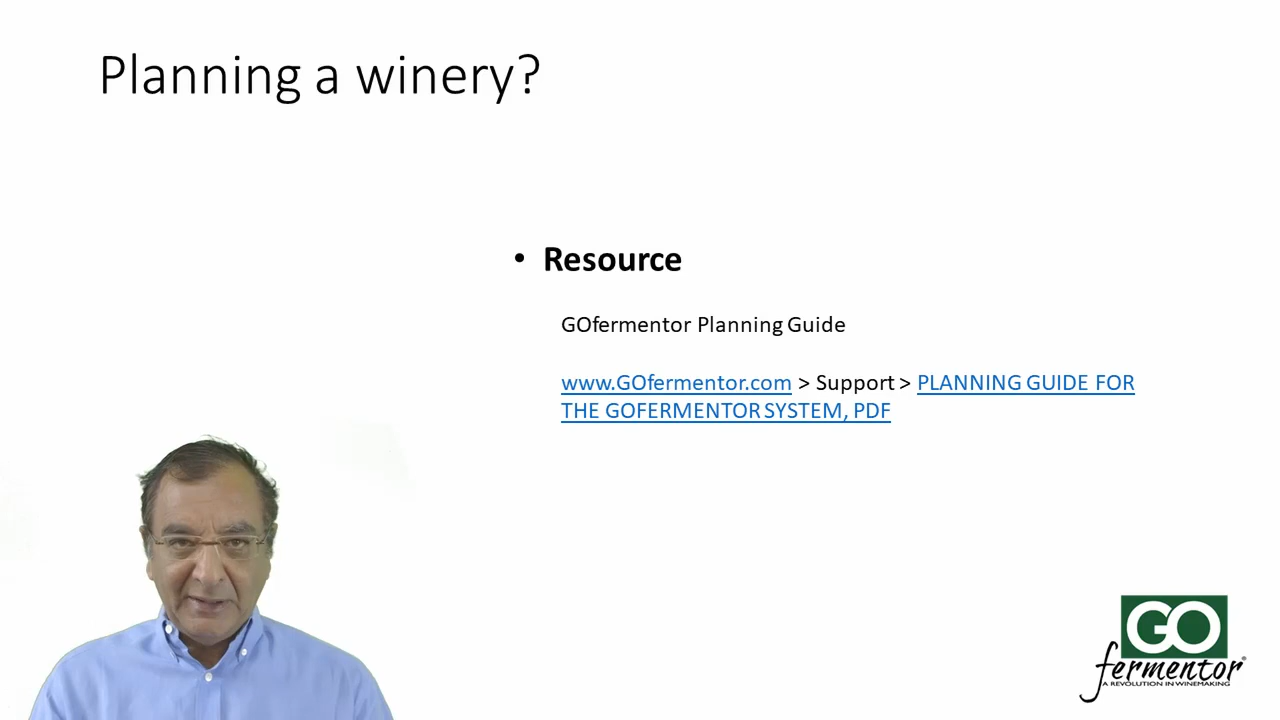 Planning a winery?
• Resource
GOfermentor Planning Guide
www.GOfermentor.com > Support > PLANNING GUIDE FOR
THE GOFERMENTOR SYSTEM, PDF
GO
fermentor®
A REVOLUTION IN WINEMAKING